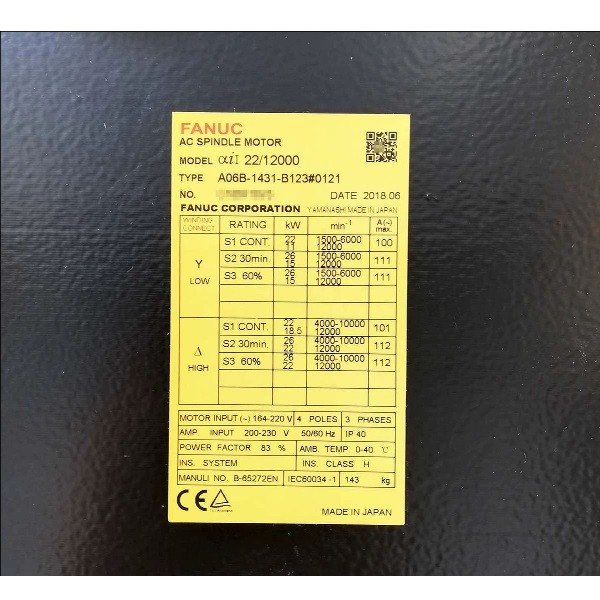 FANUC
AC SPINDLE MOTOR
MODEL αiI 22/12000
TYPE A06B-1431-B123#0121
NO. DATE 2018.06
FANUC CORPORATION YAMANASHI MADE IN JAPAN
WINDING CONNECT RATING kW min⁻¹ A(~) max.
Y LOW
S1 CONT. 22 1500-6000 100
11 12000
S2 30min. 26 1500-6000 111
15 12000
S3 60% 26 1500-6000 111
15 12000
Δ HIGH
S1 CONT. 22 4000-10000 101
18.5 12000
S2 30min. 26 4000-10000 112
22 12000
S3 60% 26 4000-10000 112
22 12000
MOTOR INPUT (~) 164-220 V 4 POLES 3 PHASES
AMP. INPUT 200-230 V 50/60 Hz IP 40
POWER FACTOR 83 % AMB. TEMP. 0-40 ℃
INS. SYSTEM INS. CLASS H
MANULI NO. B-65272EN IEC60034-1 143 kg
CE
MADE IN JAPAN